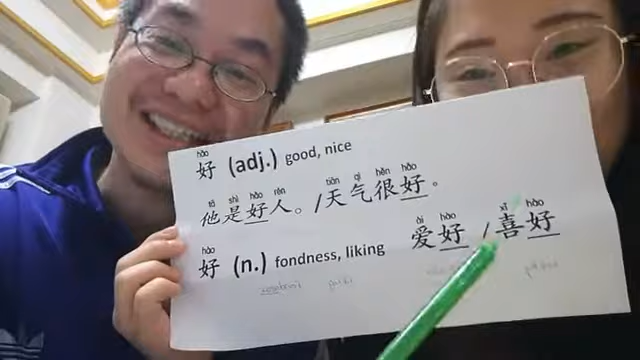 hǎo
好 (adj.) good, nice
tā shì hǎo rén tiān qì hěn hǎo
他是好人。/天气很好。
hào ài hào xǐ hào
好 (n.) fondness, liking 爱好 /喜好